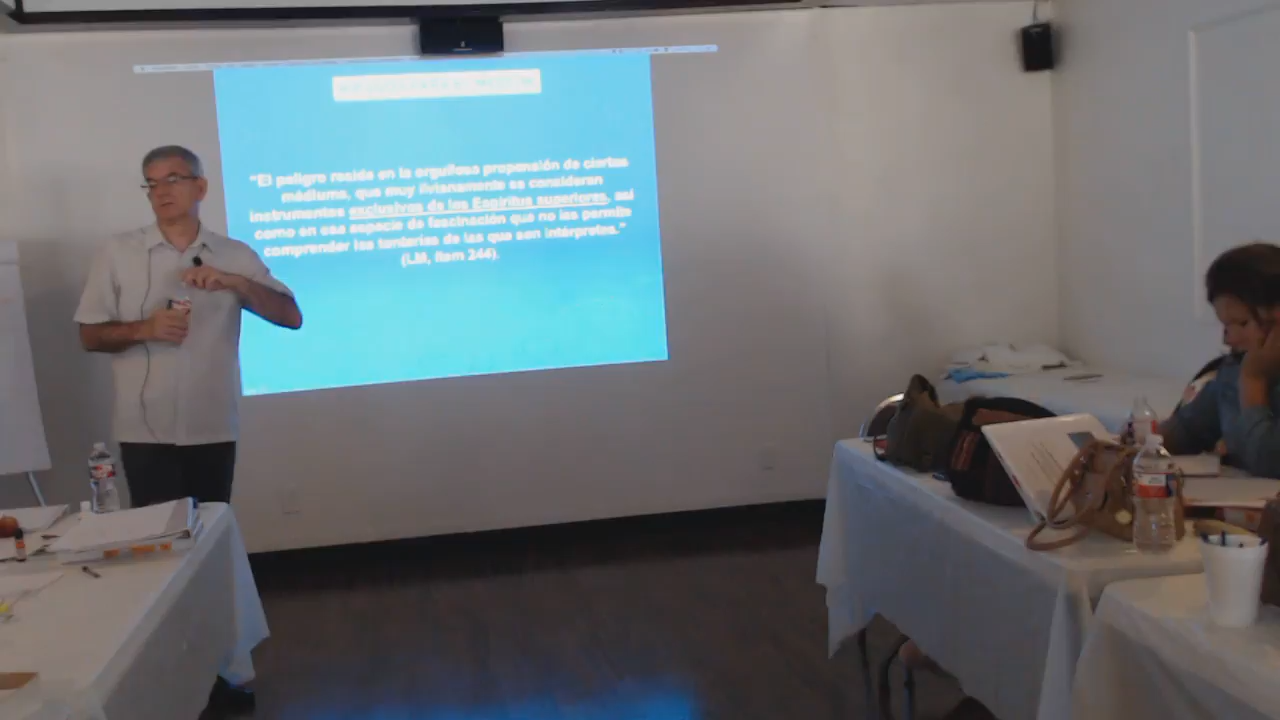 "El peligro reside en la orgullosa propensión de ciertos
médiums, que muy livianamente se consideran
instrumentos exclusivos de los Espíritus superiores, así
como en esa especie de fascinación que no les permite
comprender las tonterías de las que son intérpretes."
(LM, ítem 244).